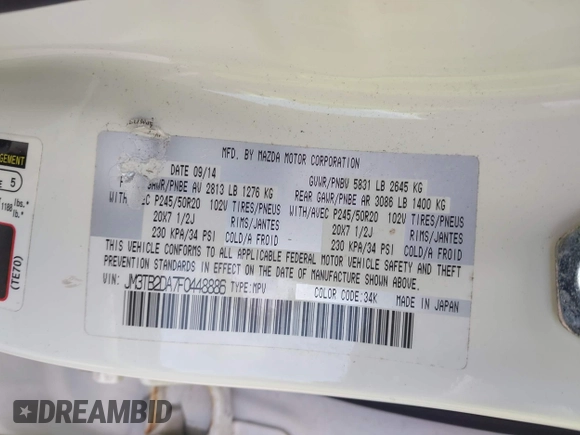 MFD. BY MAZDA MOTOR CORPORATION
DATE 09/14
GVWR/PNBV 5831 LB 2645 KG
GAWR/PNBE AV 2813 LB 1276 KG
REAR GAWR/PNBE AR 3086 LB 1400 KG
WITH/AVEC P245/50R20 102V TIRES/PNEUS
WITH/AVEC P245/50R20 102V TIRES/PNEUS
20X7 1/2J RIMS/JANTES
20X7 1/2J RIMS/JANTES
230 KPA/34 PSI COLD/A FROID
230 KPA/34 PSI COLD/A FROID
THIS VEHICLE CONFORMS TO ALL APPLICABLE FEDERAL MOTOR VEHICLE SAFETY AND THEFT
PREVENTION STANDARDS IN EFFECT ON THE DATE OF MANUFACTURE SHOWN ABOVE.
VIN: JM3TB2DA7F0448886 TYPE:MPV
COLOR CODE:34K MADE IN JAPAN
5
1188 lbs.*
(TE70)
DREAMBID